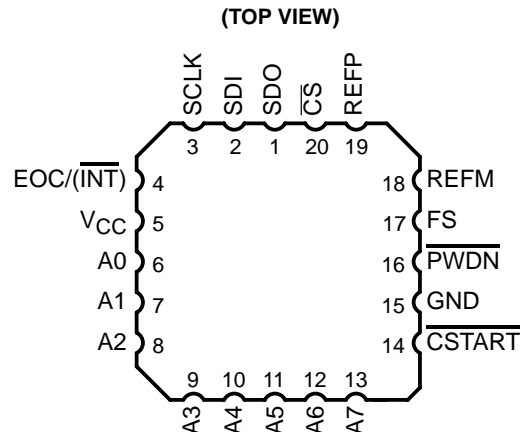 (TOP VIEW)
SCLK
SDI
SDO
CS
REFP
3 2 1 20 19
EOC/(INT) 4
VCC 5
A0 6
A1 7
A2 8
18 REFM
17 FS
16 PWDN
15 GND
14 CSTART
9 10 11 12 13
A3
A4
A5
A6
A7